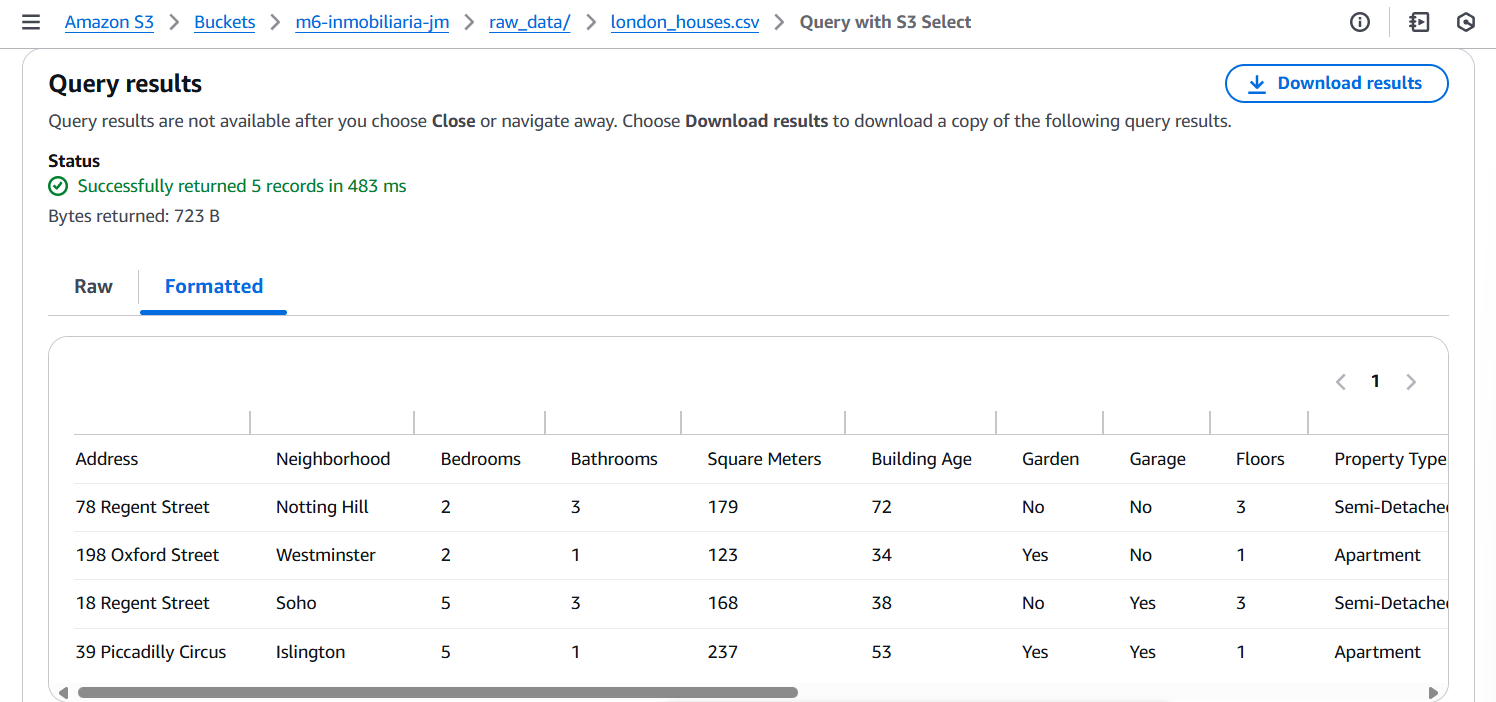 Amazon S3 > Buckets > m6-inmobiliaria-jm > raw_data/ > london_houses.csv > Query with S3 Select
Query results
Download results
Query results are not available after you choose Close or navigate away. Choose Download results to download a copy of the following query results.
Status
Successfully returned 5 records in 483 ms
Bytes returned: 723 B
Raw Formatted
1
Address Neighborhood Bedrooms Bathrooms Square Meters Building Age Garden Garage Floors Property Type
78 Regent Street Notting Hill 2 3 179 72 No No 3 Semi-Detache
198 Oxford Street Westminster 2 1 123 34 Yes No 1 Apartment
18 Regent Street Soho 5 3 168 38 No Yes 3 Semi-Detache
39 Piccadilly Circus Islington 5 1 237 53 Yes Yes 1 Apartment